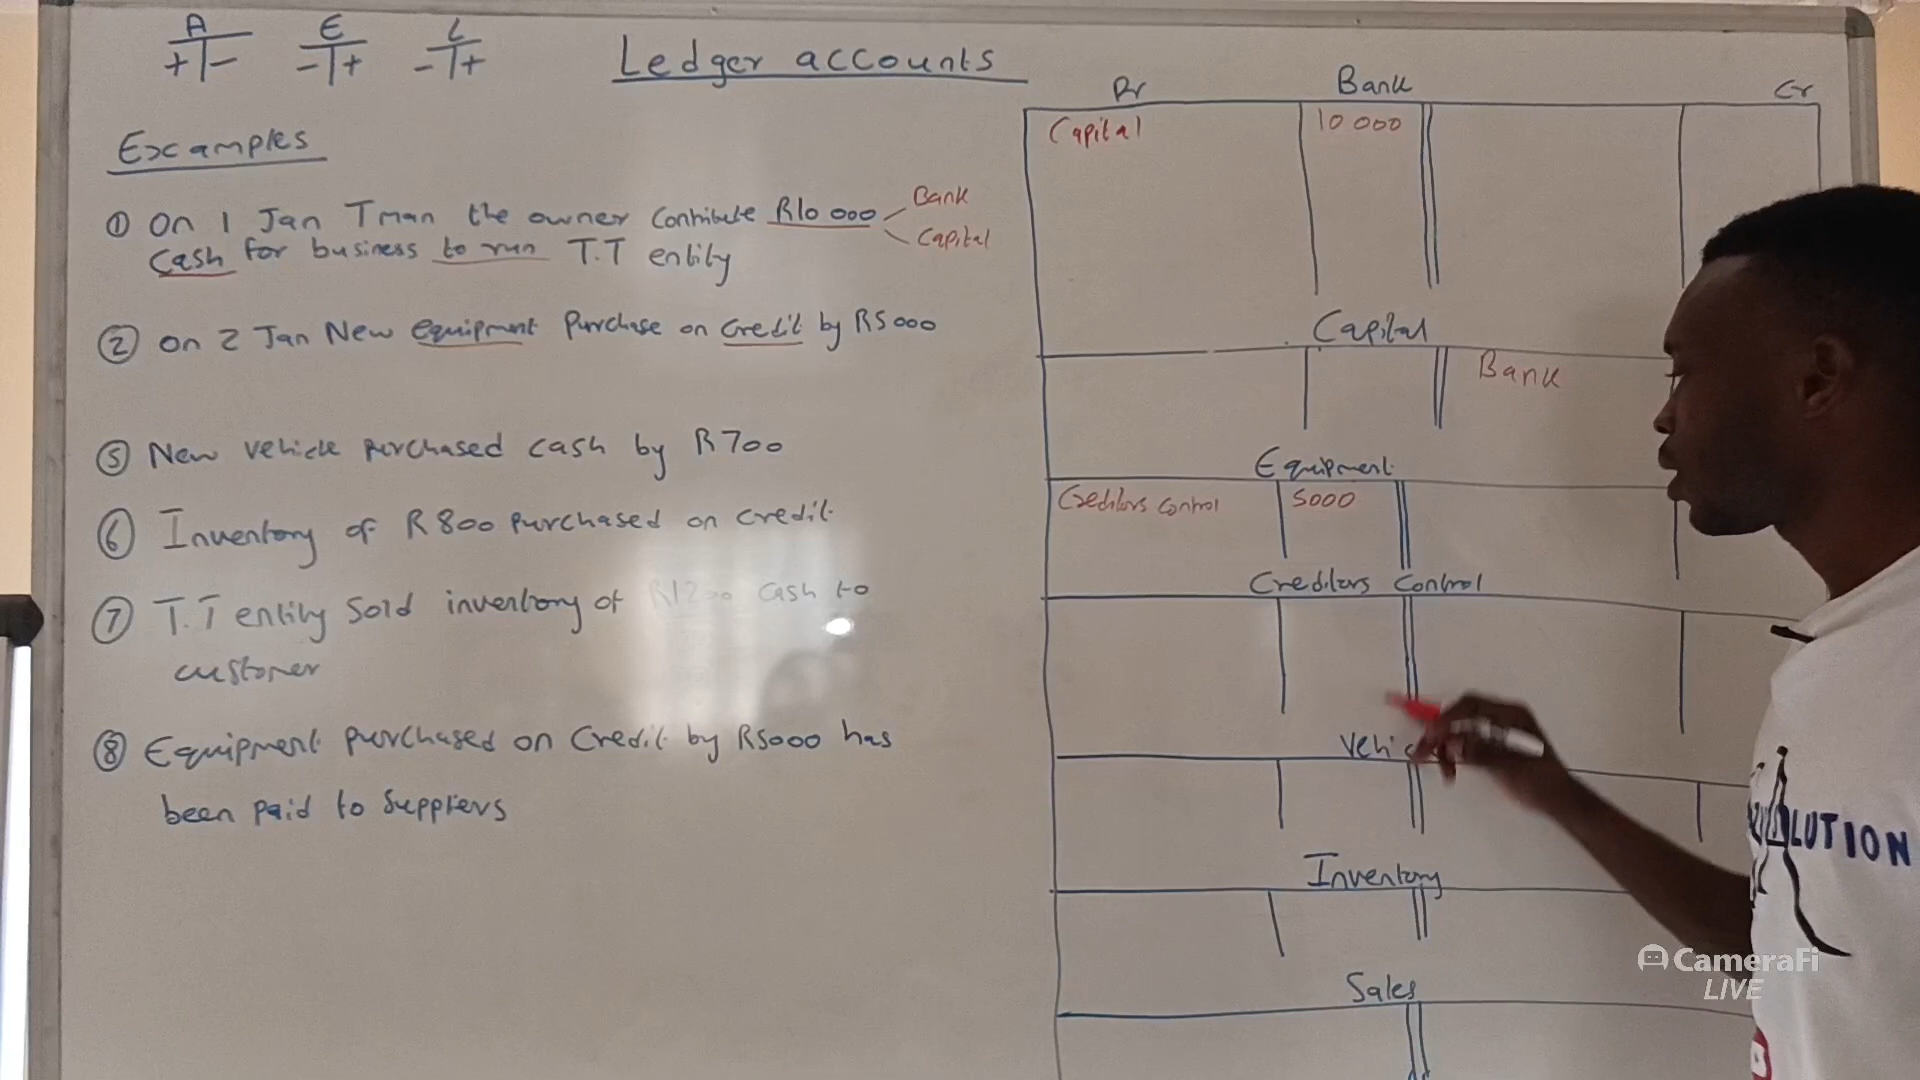 A E L
+ - - + - +
Ledger accounts
Examples
① On 1 Jan Tman the owner Contribute R10 000
Bank
Capital
Cash for business to run T.T entity
② on 2 Jan New equipment Purchase on Credit by R5000
⑤ New vehicle purchased cash by R700
⑥ Inventory of R800 purchased on credit
⑦ T.T entity Sold inventory of R1200 cash to
customer
⑧ Equipment purchased on Credit by R5000 has
been paid to Suppliers
Dr Bank Cr
Capital 10 000
Capital
Bank
Equipment
Creditors Control 5000
Creditors Control
Inventory
Sales
LUTION
CameraFi
LIVE